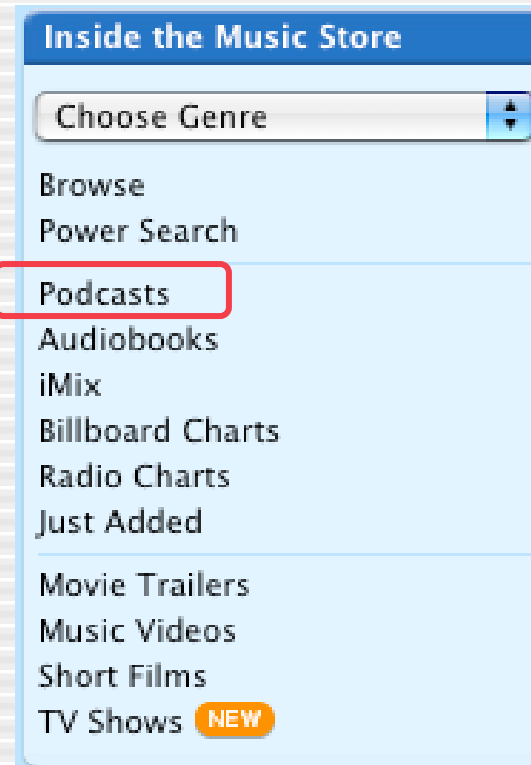 Inside the Music Store
Choose Genre
Browse
Power Search
Podcasts
Audiobooks
iMix
Billboard Charts
Radio Charts
Just Added
Movie Trailers
Music Videos
Short Films
TV Shows NEW